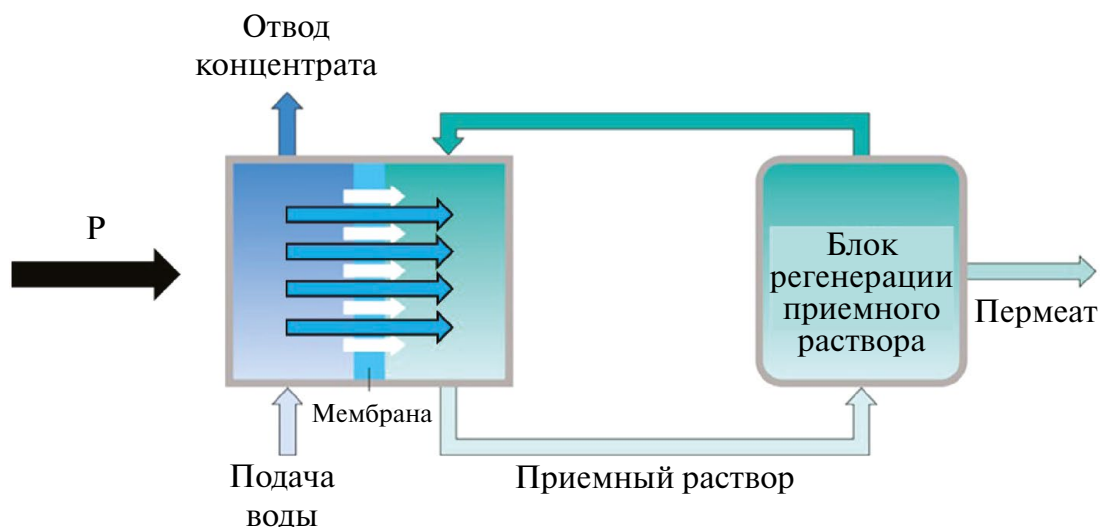 Отвод
концентрата
P
Блок
регенерации
приемного
раствора
Пермеат
Мембрана
Подача
воды
Приемный раствор